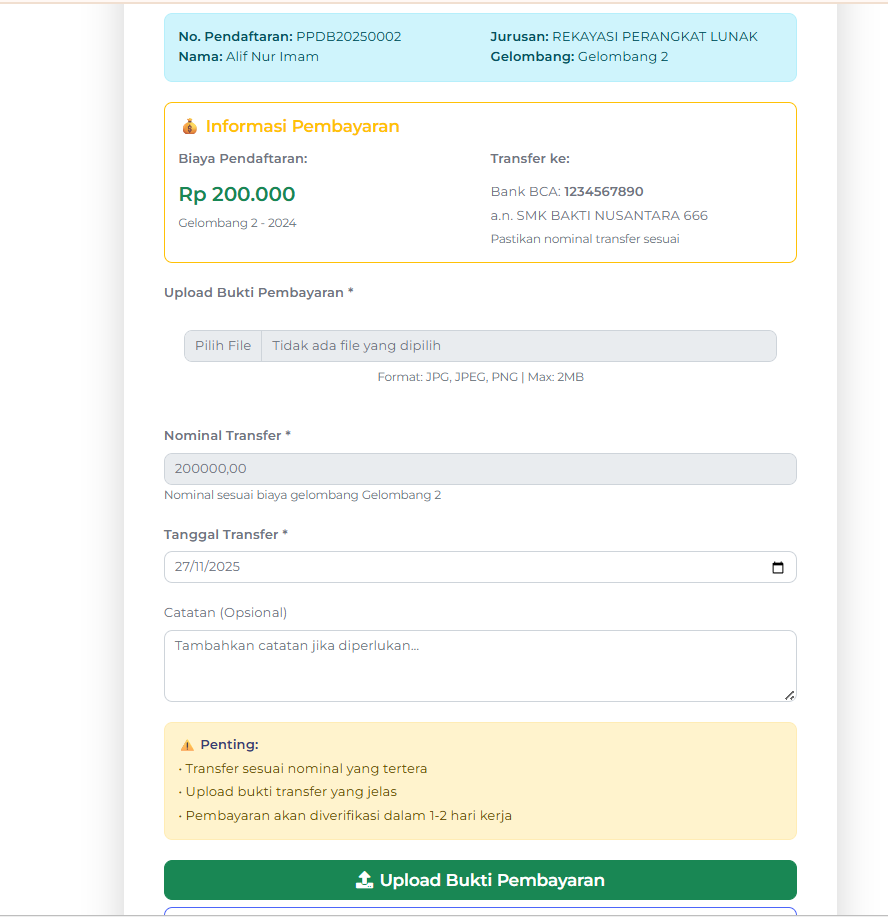 No. Pendaftaran: PPDB20250002
Nama: Alif Nur Imam
Jurusan: REKAYASI PERANGKAT LUNAK
Gelombang: Gelombang 2
Informasi Pembayaran
Biaya Pendaftaran:
Rp 200.000
Gelombang 2 - 2024
Transfer ke:
Bank BCA: 1234567890
a.n. SMK BAKTI NUSANTARA 666
Pastikan nominal transfer sesuai
Upload Bukti Pembayaran *
Pilih File Tidak ada file yang dipilih
Format: JPG, JPEG, PNG | Max: 2MB
Nominal Transfer *
200000,00
Nominal sesuai biaya gelombang Gelombang 2
Tanggal Transfer *
27/11/2025
Catatan (Opsional)
Tambahkan catatan jika diperlukan...
Penting:
• Transfer sesuai nominal yang tertera
• Upload bukti transfer yang jelas
• Pembayaran akan diverifikasi dalam 1-2 hari kerja
Upload Bukti Pembayaran